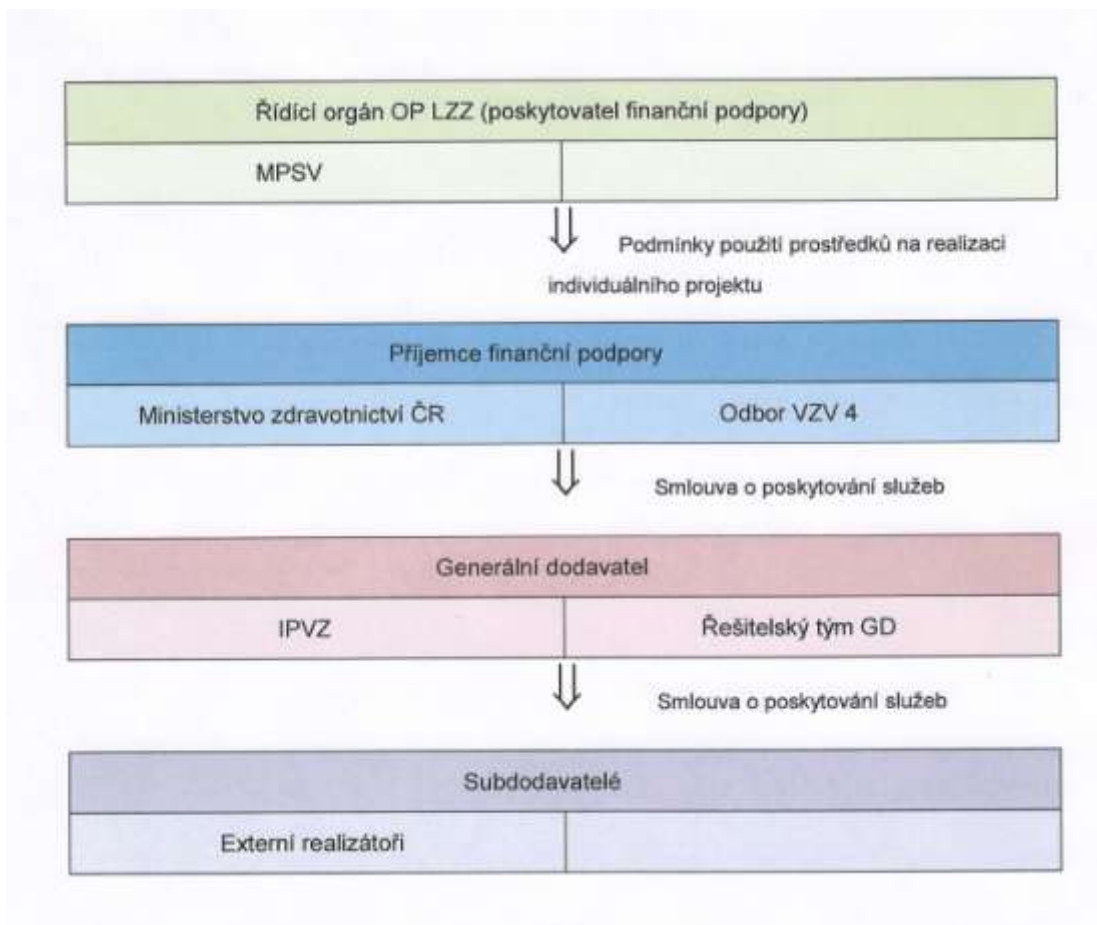 Řídící orgán OP LZZ (poskytovatel finanční podpory)
MPSV
Podmínky použití prostředků na realizaci
individuálního projektu
Příjemce finanční podpory
Ministerstvo zdravotnictví ČR
Odbor VZV 4
Smlouva o poskytování služeb
Generální dodavatel
IPVZ
Řešitelský tým GD
Smlouva o poskytování služeb
Subdodavatelé
Externí realizátoři